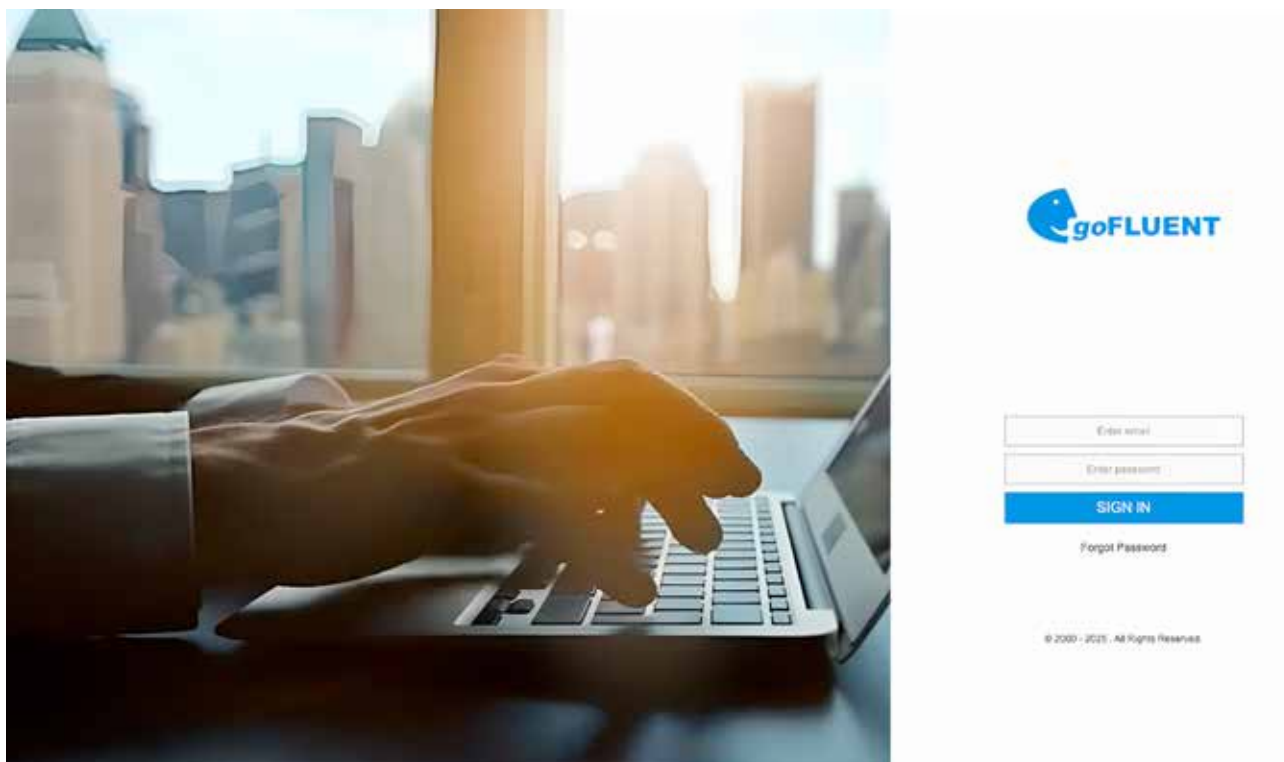 goFLUENT
Enter email
Enter password
SIGN IN
Forgot Password
© 2000 - 2025 . All Rights Reserved.